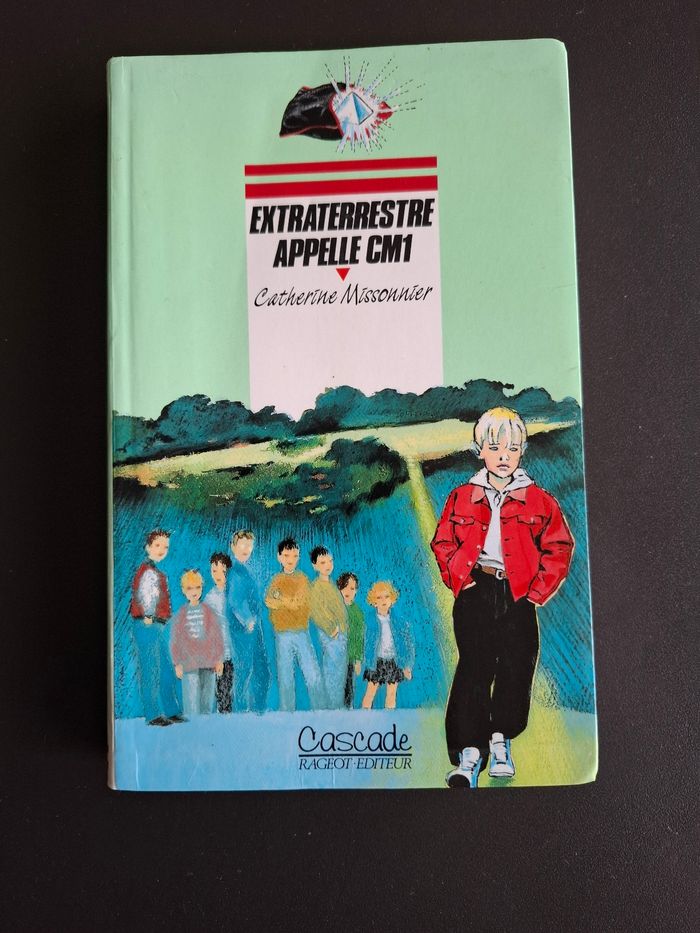 EXTRATERRESTRE
APPELLE CM1
Catherine Missonnier
Cascade
RAGEOT·EDITEUR